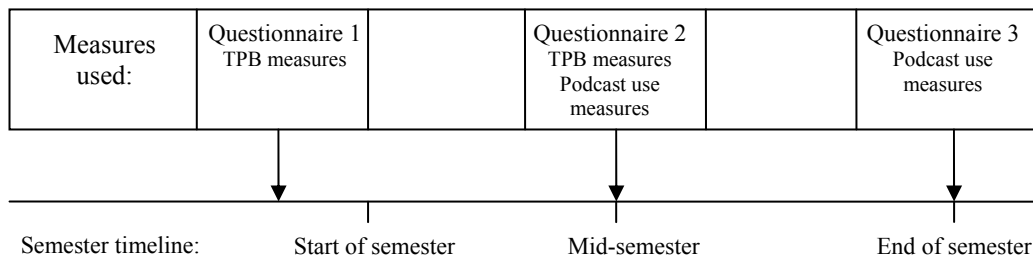 Measures used:
Questionnaire 1
TPB measures
Questionnaire 2
TPB measures
Podcast use
measures
Questionnaire 3
Podcast use
measures
Semester timeline:
Start of semester
Mid-semester
End of semester